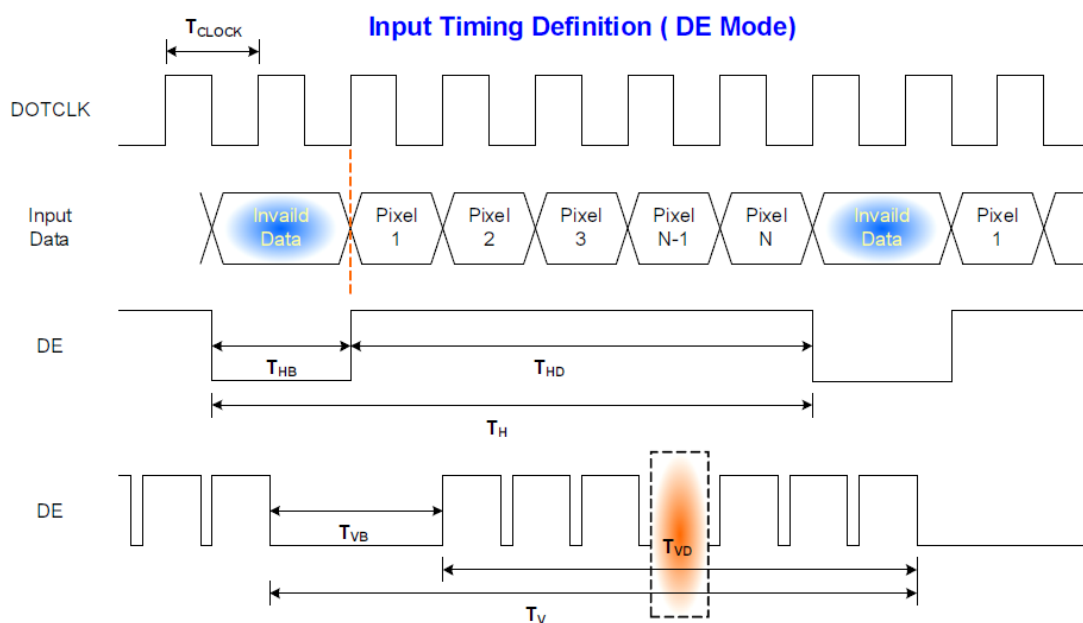 Input Timing Definition ( DE Mode)
TCLOCK
DOTCLK
Input
Data
Invaild
Data
Pixel
1
Pixel
2
Pixel
3
Pixel
N-1
Pixel
N
Invaild
Data
Pixel
1
DE
THB
THD
TH
DE
TVB
TVD
TV